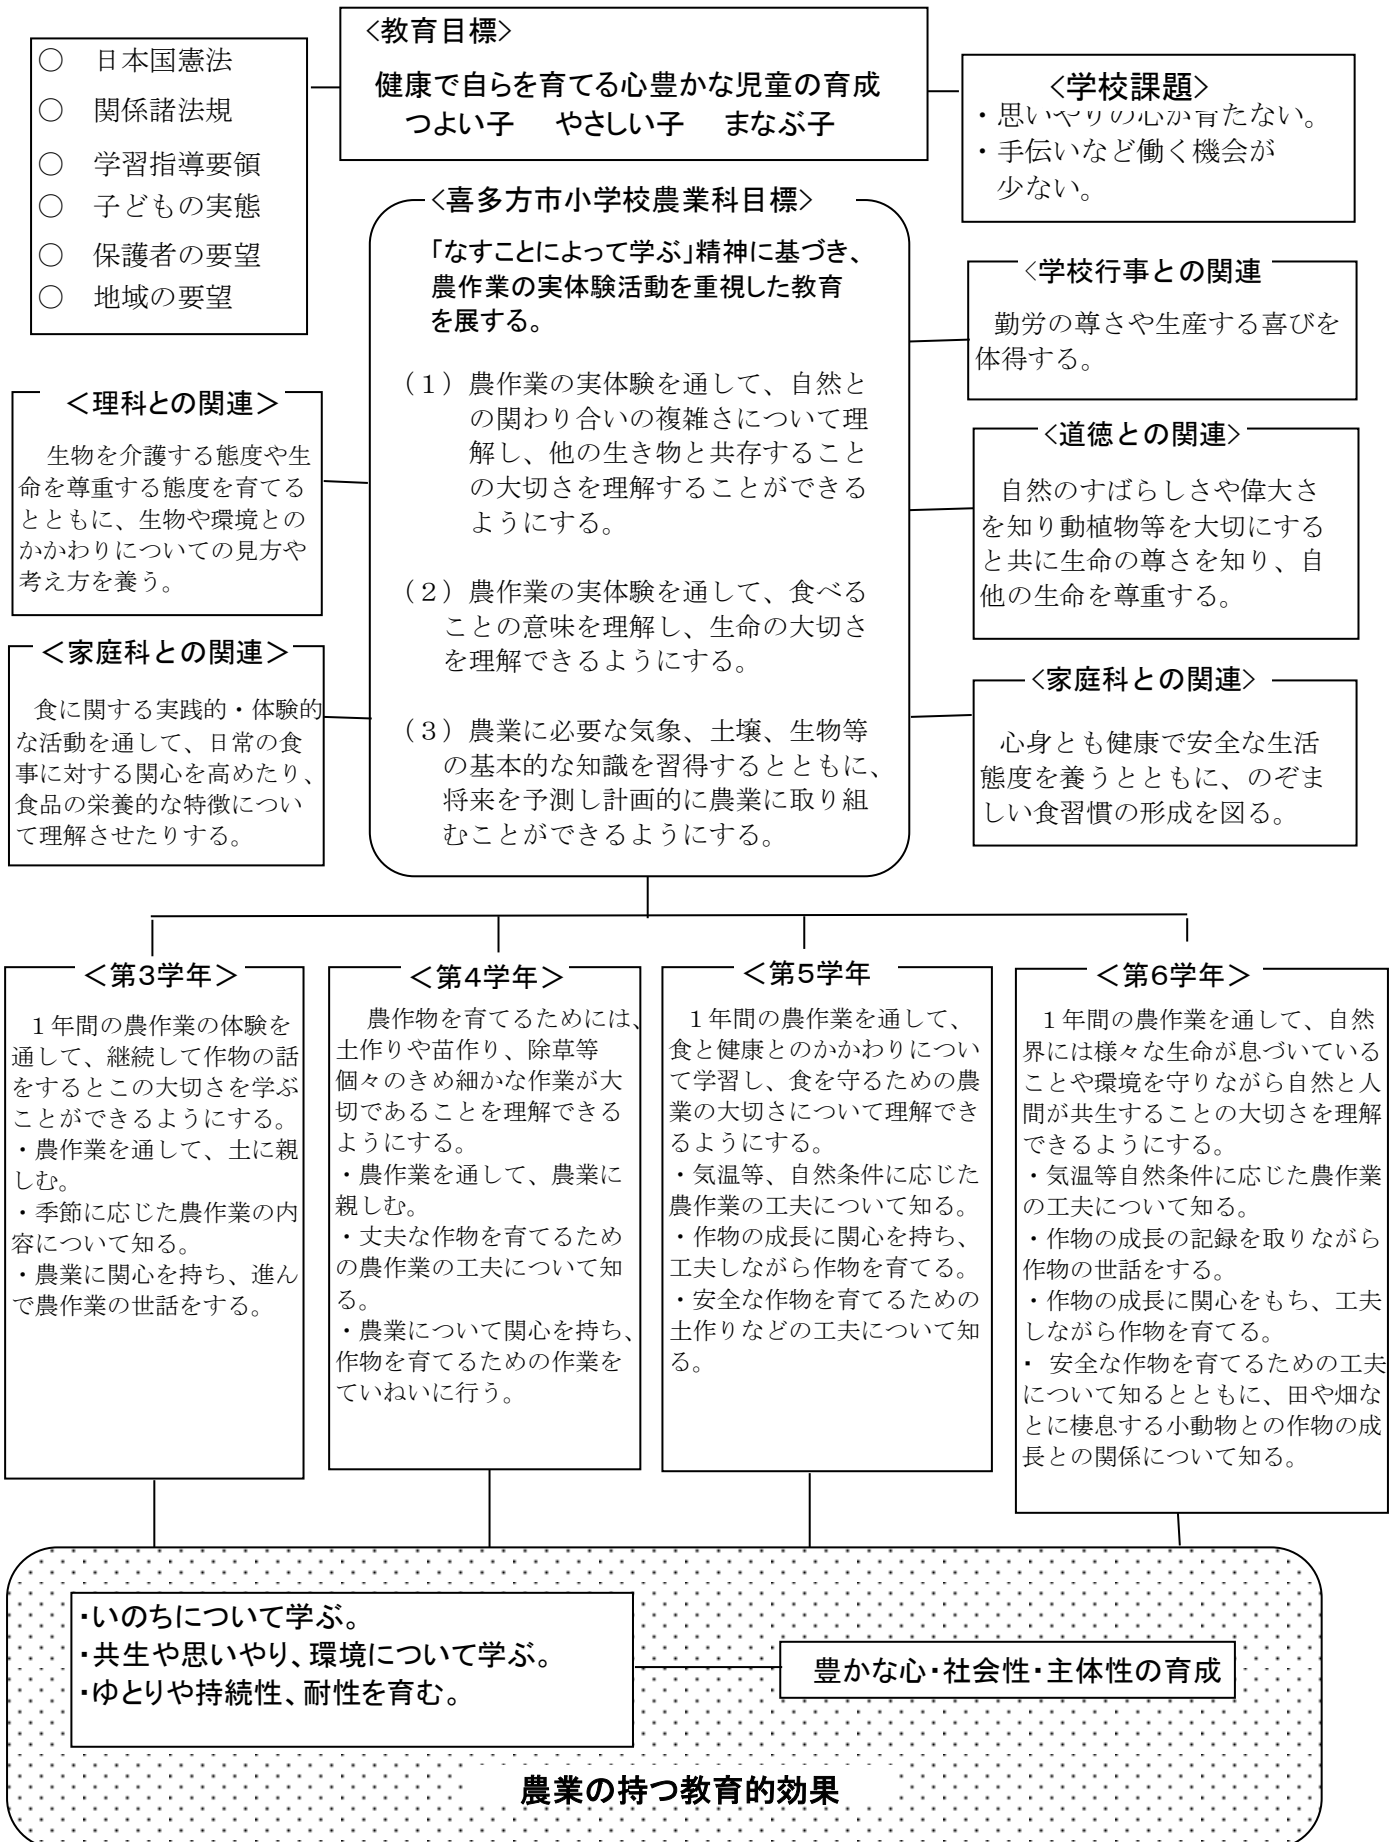 ○　日本国憲法
○　関係諸法規
○　学習指導要領
○　子どもの実態
○　保護者の要望
○　地域の要望
<教育目標>
健康で自らを育てる心豊かな児童の育成
つよい子　やさしい子　まなぶ子
<学校課題>
・思いやりの心が育たない。
・手伝いなど働く機会が
少ない。
<喜多方市小学校農業科目標>
「なすことによって学ぶ」精神に基づき、
農作業の実体験活動を重視した教育
を展する。
（１）農作業の実体験を通して、自然と
の関わり合いの複雑さについて理
解し、他の生き物と共存すること
の大切さを理解することができる
ようにする。
（２）農作業の実体験を通して、食べる
ことの意味を理解し、生命の大切さ
を理解できるようにする。
（３）農業に必要な気象、土壌、生物等
の基本的な知識を習得するとともに、
将来を予測し計画的に農業に取り組
むことができるようにする。
<学校行事との関連
勤労の尊さや生産する喜びを
体得する。
＜理科との関連＞
生物を介護する態度や生
命を尊重する態度を育てる
とともに、生物や環境との
かかわりについての見方や
考え方を養う。
<道徳との関連>
自然のすばらしさや偉大さ
を知り動植物等を大切にする
と共に生命の尊さを知り、自
他の生命を尊重する。
＜家庭科との関連＞
食に関する実践的・体験的
な活動を通して、日常の食
事に対する関心を高めたり、
食品の栄養的な特徴につい
て理解させたりする。
<家庭科との関連>
心身とも健康で安全な生活
態度を養うとともに、のぞま
しい食習慣の形成を図る。
＜第３学年＞
１年間の農作業の体験を
通して、継続して作物の話
をするとこの大切さを学ぶ
ことができるようにする。
・農作業を通して、土に親
しむ。
・季節に応じた農作業の内
容について知る。
・農業に関心を持ち、進ん
で農作業の世話をする。
＜第４学年＞
農作物を育てるためには、
土作りや苗作り、除草等
個々のきめ細かな作業が大
切であることを理解できる
ようにする。
・農作業を通して、農業に
親しむ。
・丈夫な作物を育てるため
の農作業の工夫について知
る。
・農業について関心を持ち、
作物を育てるための作業を
ていねいに行う。
＜第５学年
１年間の農作業を通して、
食と健康とのかかわりについ
て学習し、食を守るための農
業の大切さについて理解でき
るようにする。
・気温等、自然条件に応じた
農作業の工夫について知る。
・作物の成長に関心を持ち、
工夫しながら作物を育てる。
・安全な作物を育てるための
土作りなどの工夫について知
る。
＜第６学年＞
１年間の農作業を通して、自然
界には様々な生命が息づいている
ことや環境を守りながら自然と人
間が共生することの大切さを理解
できるようにする。
・気温等自然条件に応じた農作業
の工夫について知る。
・作物の成長の記録を取りながら
作物の世話をする。
・作物の成長に関心をもち、工夫
しながら作物を育てる。
・ 安全な作物を育てるための工夫
について知るとともに、田や畑な
とに棲息する小動物との作物の成
長との関係について知る。
・いのちについて学ぶ。
・共生や思いやり、環境について学ぶ。
・ゆとりや持続性、耐性を育む。
豊かな心・社会性・主体性の育成
農業の持つ教育的効果